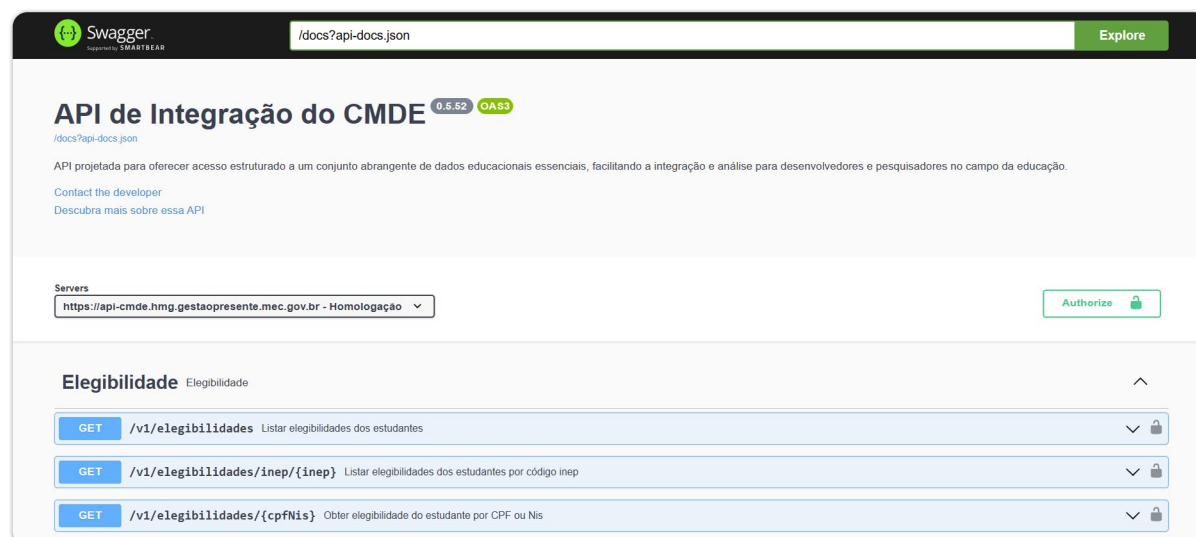 Swagger.
Supported by SMARTBEAR
/docs?api-docs.json
Explore
API de Integração do CMDE 0.5.52 OAS3
/docs?api-docs.json
API projetada para oferecer acesso estruturado a um conjunto abrangente de dados educacionais essenciais, facilitando a integração e análise para desenvolvedores e pesquisadores no campo da educação.
Contact the developer
Descubra mais sobre essa API
Servers
https://api-cmde.hmg.gestaopresente.mec.gov.br - Homologação
Authorize
Elegibilidade Elegibilidade
GET /v1/elegibilidades Listar elegibilidades dos estudantes
GET /v1/elegibilidades/inep/{inep} Listar elegibilidades dos estudantes por código inep
GET /v1/elegibilidades/{cpfNis} Obter elegibilidade do estudante por CPF ou Nis